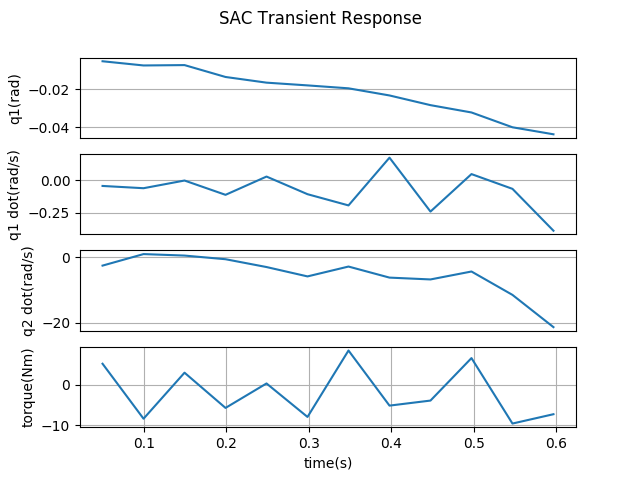 SAC Transient Response
q1(rad)
−0.02
−0.04
q1 dot(rad/s)
0.00
−0.25
q2 dot(rad/s)
0
−20
torque(Nm)
0
−10
0.1 0.2 0.3 0.4 0.5 0.6
time(s)